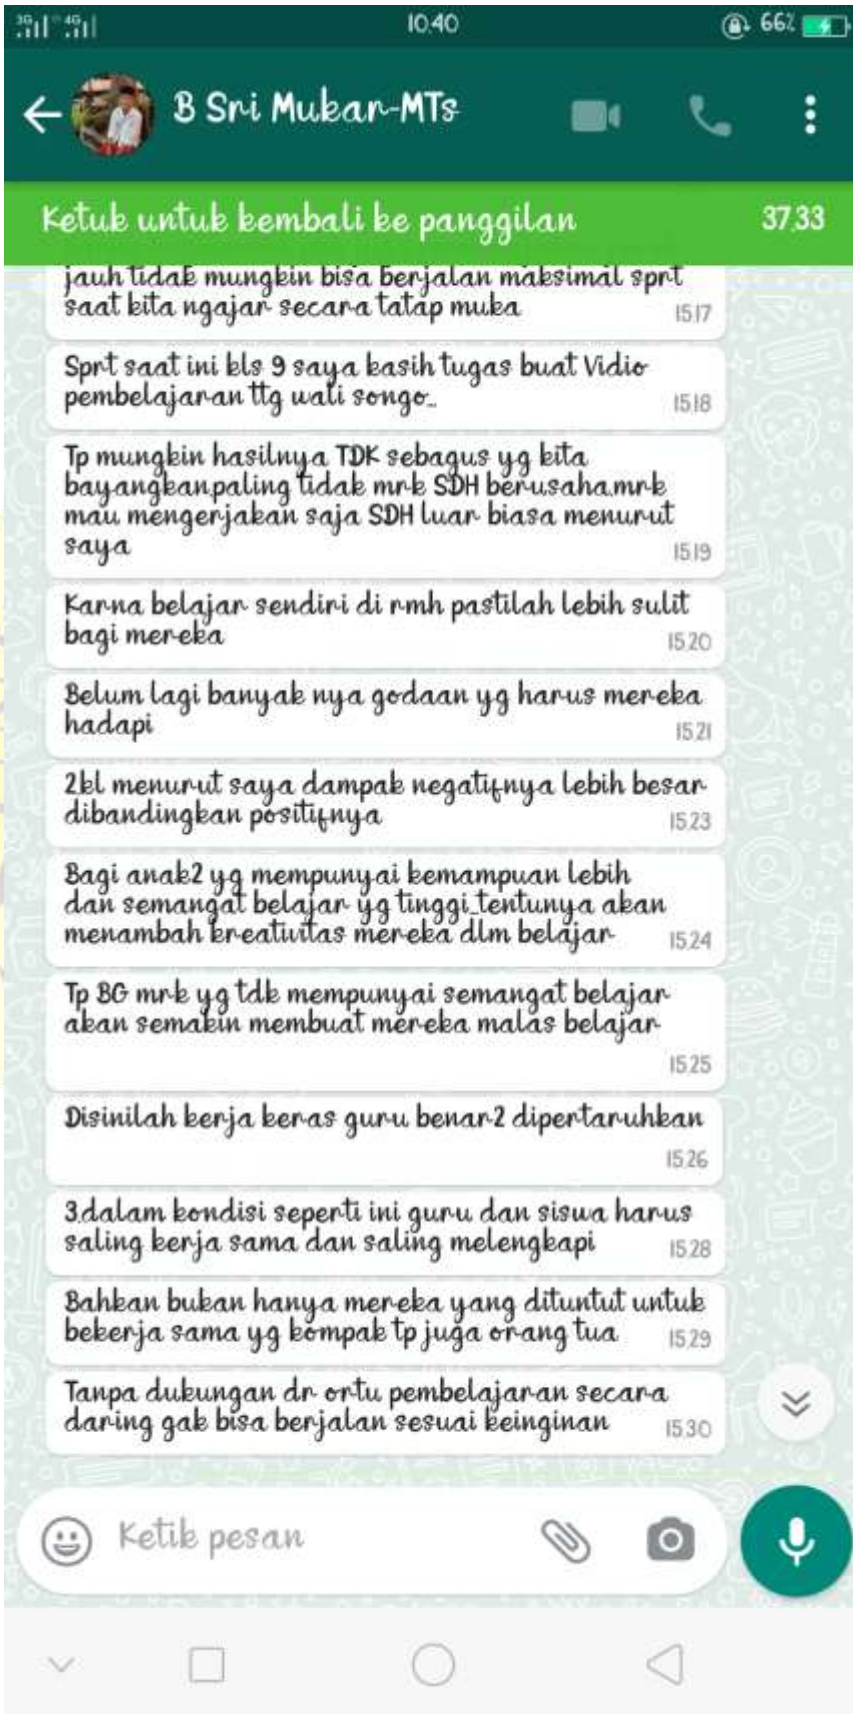 3G 4G 10.40 66%
B Sri Mukar-MTs
Ketuk untuk kembali ke panggilan 37.33
jauh tidak mungkin bisa berjalan maksimal sprt
saat kita ngajar secara tatap muka 15.17
Sprt saat ini kls 9 saya kasih tugas buat Vidio
pembelajaran ttg wali songo... 15.18
Tp mungkin hasilnya TDK sebagus yg kita
bayangkan,paling tidak mrk SDH berusaha.mrk
mau mengerjakan saja SDH luar biasa menurut
saya 15.19
Karna belajar sendiri di rmh pastilah lebih sulit
bagi mereka 15.20
Belum lagi banyak nya godaan yg harus mereka
hadapi 15.21
2kl menurut saya dampak negatifnya lebih besar
dibandingkan positifnya 15.23
Bagi anak2 yg mempunyai kemampuan lebih
dan semangat belajar yg tinggi..tentunya akan
menambah kreativitas mereka dlm belajar 15.24
Tp BG mrk yg tdk mempunyai semangat belajar
akan semakin membuat mereka malas belajar
15.25
Disinilah kerja keras guru benar2 dipertaruhkan
15.26
3.dalam kondisi seperti ini guru dan siswa harus
saling kerja sama dan saling melengkapi 15.28
Bahkan bukan hanya mereka yang dituntut untuk
bekerja sama yg kompak tp juga orang tua 15.29
Tanpa dukungan dr ortu pembelajaran secara
daring gak bisa berjalan sesuai keinginan 15.30
Ketik pesan